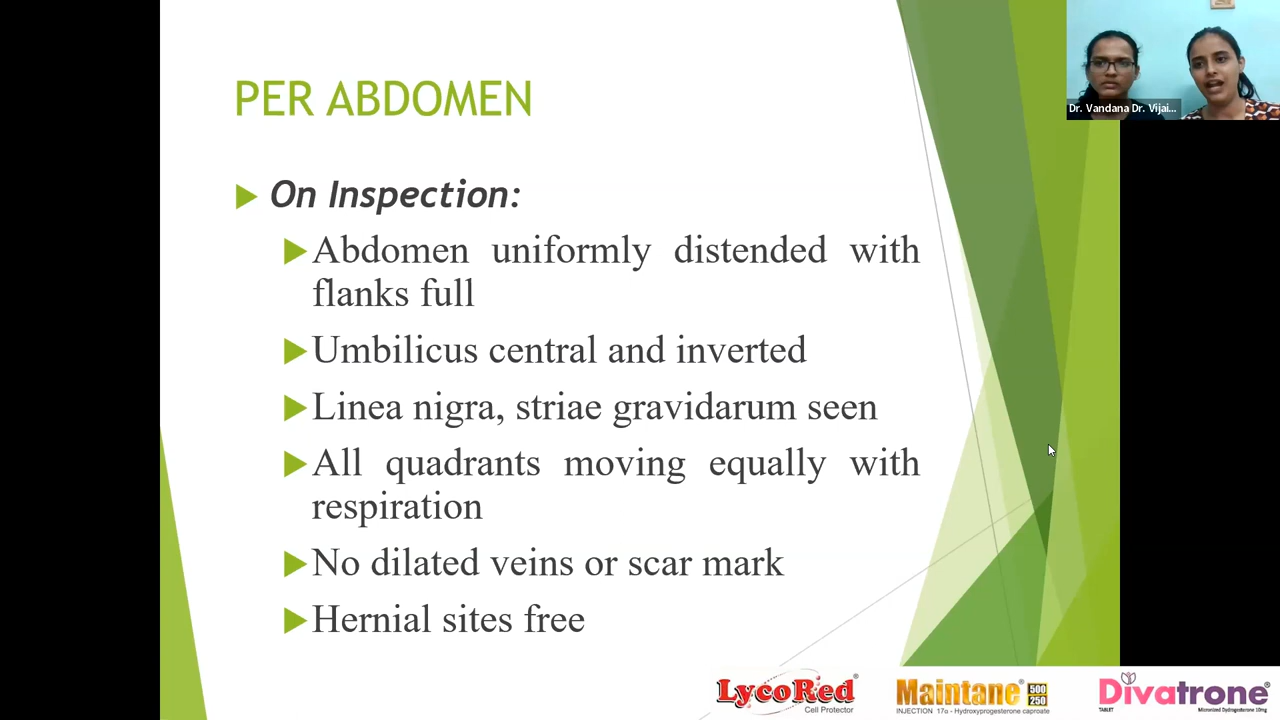 PER ABDOMEN
On Inspection:
Abdomen uniformly distended with
flanks full
Umbilicus central and inverted
Linea nigra, striae gravidarum seen
All quadrants moving equally with
respiration
No dilated veins or scar mark
Hernial sites free
Dr. Vandana Dr. Vijai...
LycoRed®
Cell Protector
Maintane® 500 250
INJECTION 17α - Hydroxyprogesterone caproate
Divatrone®
TABLET Micronized Dydrogesterone 10mg